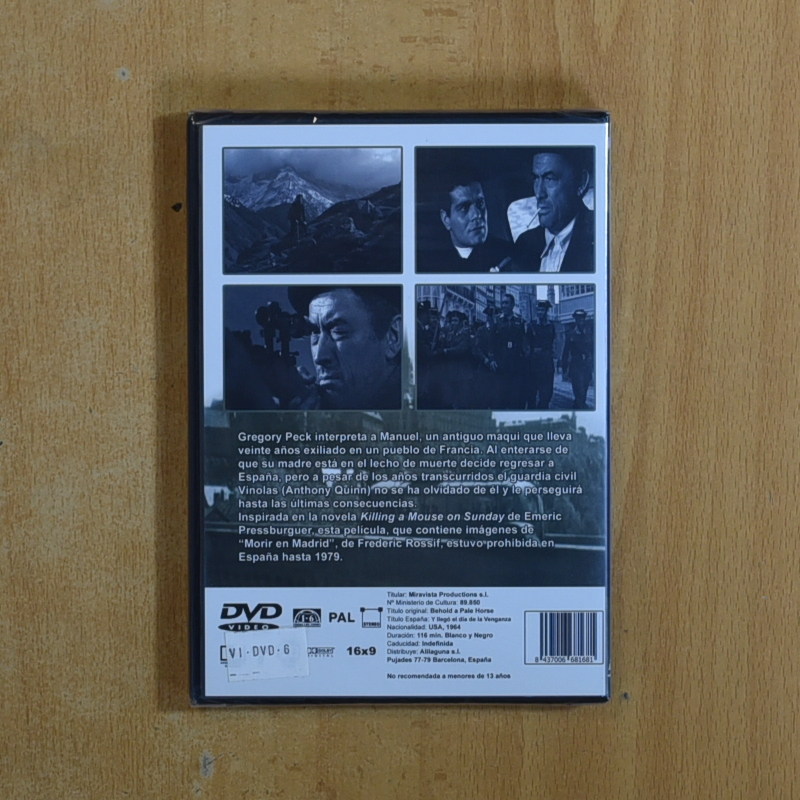 Gregory Peck interpreta a Manuel, un antiguo maqui que lleva
veinte años exiliado en un pueblo de Francia. Al enterarse de
que su madre está en el lecho de muerte decide regresar a
España, pero a pesar de los años transcurridos el guardia civil
Vinolas (Anthony Quinn) no se ha olvidado de él y le perseguirá
hasta las últimas consecuencias.
Inspirada en la novela Killing a Mouse on Sunday de Emeric
Pressburguer, esta película, que contiene imágenes de
"Morir en Madrid", de Frederic Rossif, estuvo prohibida en
España hasta 1979.
DVD
VIDEO
PAL
STEREO
V1-DVD-6
16x9
Titular: Miravista Productions s.l.
Nº Ministerio de Cultura: 89.860
Título original: Behold a Pale Horse
Título España: Y llegó el día de la Venganza
Nacionalidad: USA, 1964
Duración: 116 min. Blanco y Negro
Caducidad: Indefinida
Distribuye: Allaguna s.l.
Pujades 77-79 Barcelona, España
No recomendada a menores de 13 años
8 437006 681681